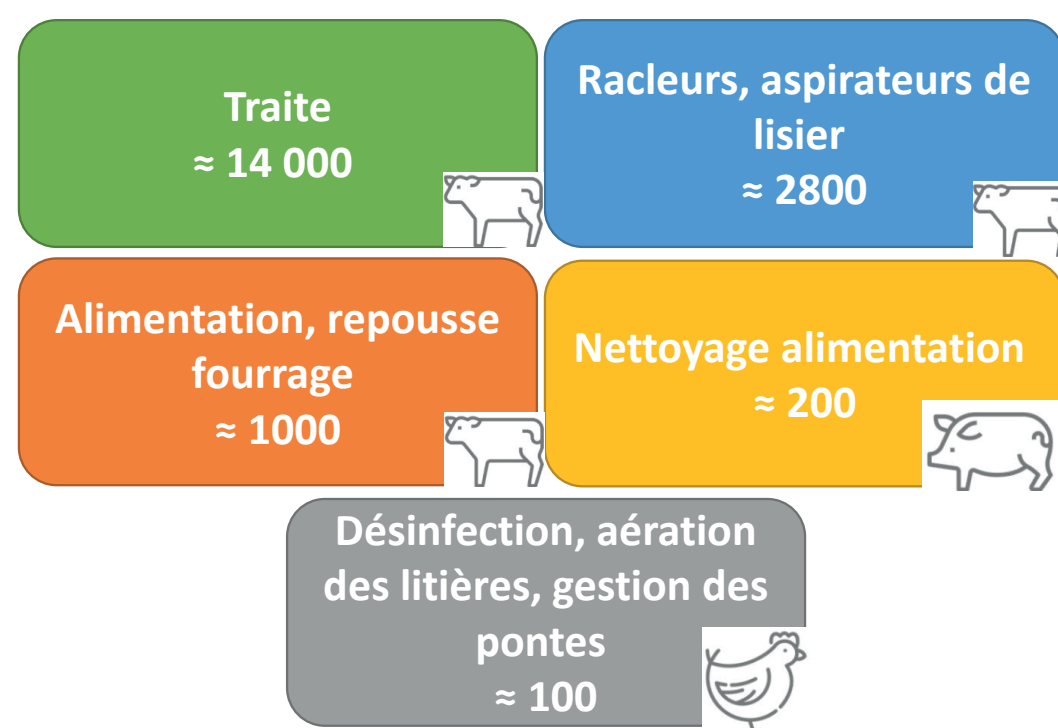 Traite
≈ 14 000
Racleurs, aspirateurs de
lisier
≈ 2800
Alimentation, repousse
fourrage
≈ 1000
Nettoyage alimentation
≈ 200
Désinfection, aération
des litières, gestion des
pontes
≈ 100